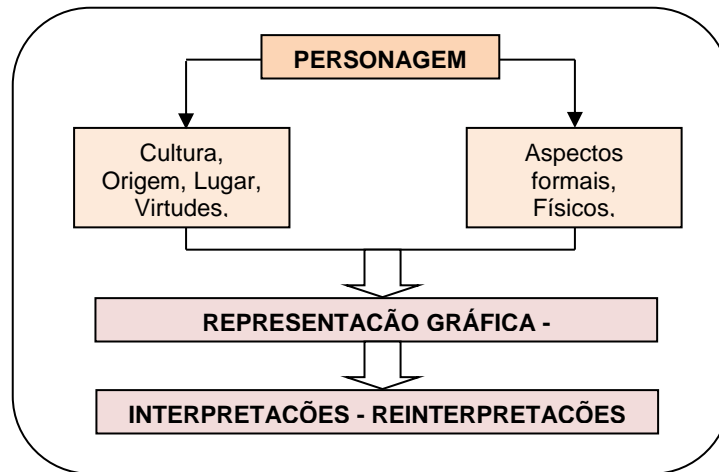 PERSONAGEM
Cultura,
Origem, Lugar,
Virtudes.
Aspectos
formais,
Físicos.
REPRESENTACÃO GRÁFICA -
INTERPRETACÕES - REINTERPRETACÕES